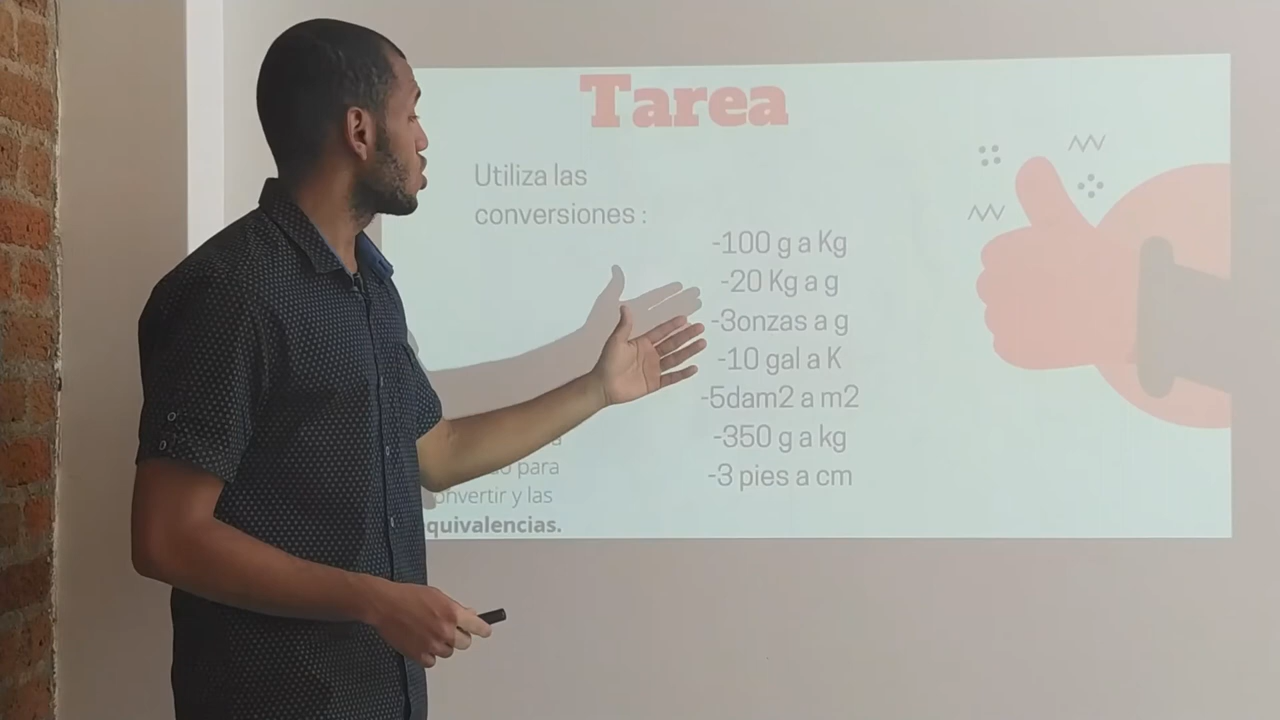 Tarea
Utiliza las
conversiones :
-100 g a Kg
-20 Kg a g
-3onzas a g
-10 gal a K
-5dam2 a m2
-350 g a kg
-3 pies a cm
para
onvertir y las
quivalencias.